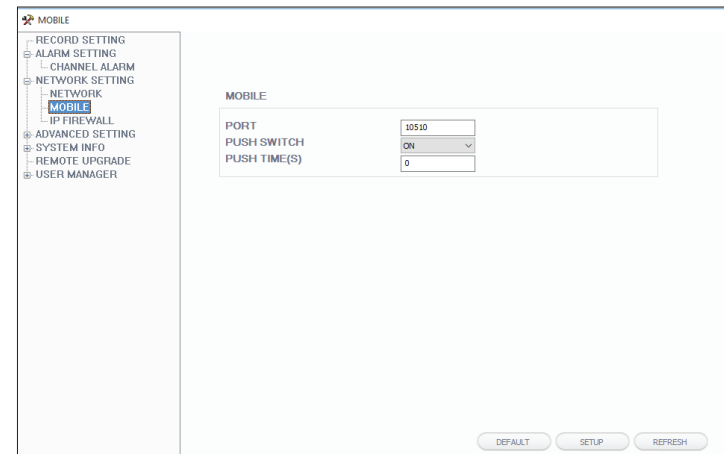 MOBILE
RECORD SETTING
ALARM SETTING
CHANNEL ALARM
NETWORK SETTING
NETWORK
MOBILE
IP FIREWALL
ADVANCED SETTING
SYSTEM INFO
REMOTE UPGRADE
USER MANAGER
MOBILE
PORT 10510
PUSH SWITCH ON
PUSH TIME(S) 0
DEFAULT SETUP REFRESH